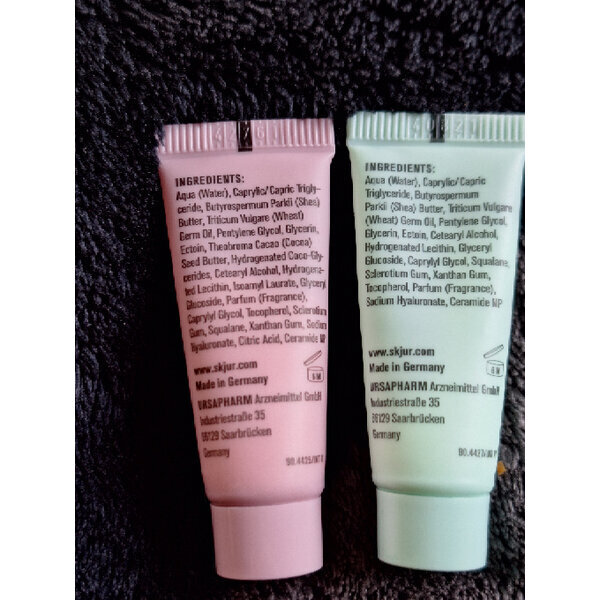 INGREDIENTS:
Aqua (Water), Caprylic/Capric Trigly-
ceride, Butyrospermum Parkii (Shea)
Butter, Triticum Vulgare (Wheat)
Germ Oil, Pentylene Glycol, Glycerin,
Ectoin, Theobroma Cacao (Cocoa)
Seed Butter, Hydrogenated Coco-Gly-
cerides, Cetearyl Alcohol, Hydrogena-
ted Lecithin, Isoamyl Laurate, Glyceryl
Glucoside, Parfum (Fragrance),
Caprylyl Glycol, Tocopherol, Sclerotium
Gum, Squalane, Xanthan Gum, Sodium
Hyaluronate, Citric Acid, Ceramide NP
www.skjur.com
Made in Germany
6 M
URSAPHARM Arzneimittel GmbH
Industriestraße 35
66129 Saarbrücken
Germany
INGREDIENTS:
Aqua (Water), Caprylic/Capric
Triglyceride, Butyrospermum
Parkii (Shea) Butter, Triticum Vulgare
(Wheat) Germ Oil, Pentylene Glycol,
Glycerin, Ectoin, Cetearyl Alcohol,
Hydrogenated Lecithin, Glyceryl
Glucoside, Caprylyl Glycol, Squalane,
Sclerotium Gum, Xanthan Gum,
Tocopherol, Parfum (Fragrance),
Sodium Hyaluronate, Ceramide NP
www.skjur.com
Made in Germany
6 M
URSAPHARM Arzneimittel GmbH
Industriestraße 35
66129 Saarbrücken
Germany